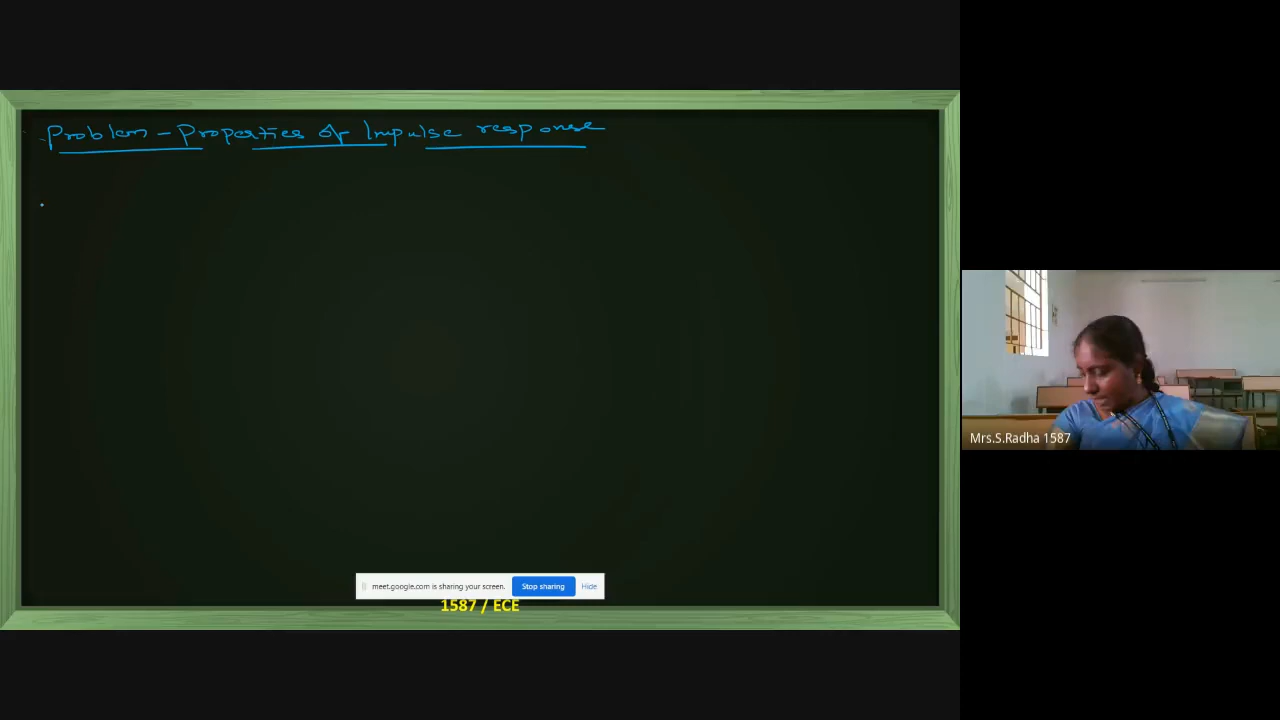 Problem - Properties of Impulse response
meet.google.com is sharing your screen. Stop sharing Hide
1587 / ECE
Mrs.S.Radha 1587